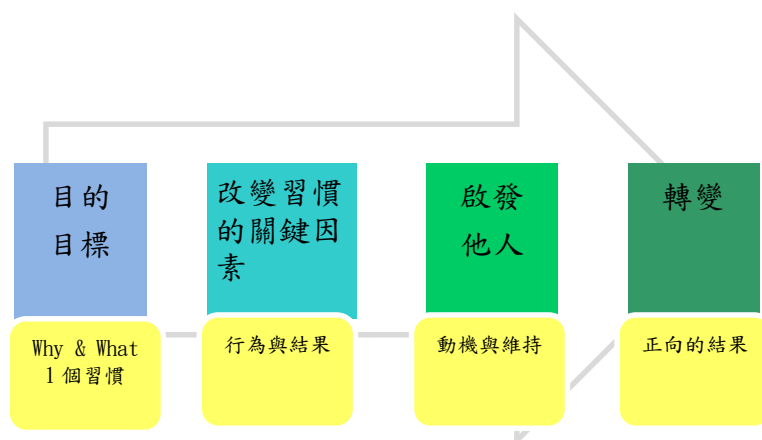 目的
目標
改變習慣
的關鍵因
素
啟發
他人
轉變
Why & What
1 個習慣
行為與結果
動機與維持
正向的結果